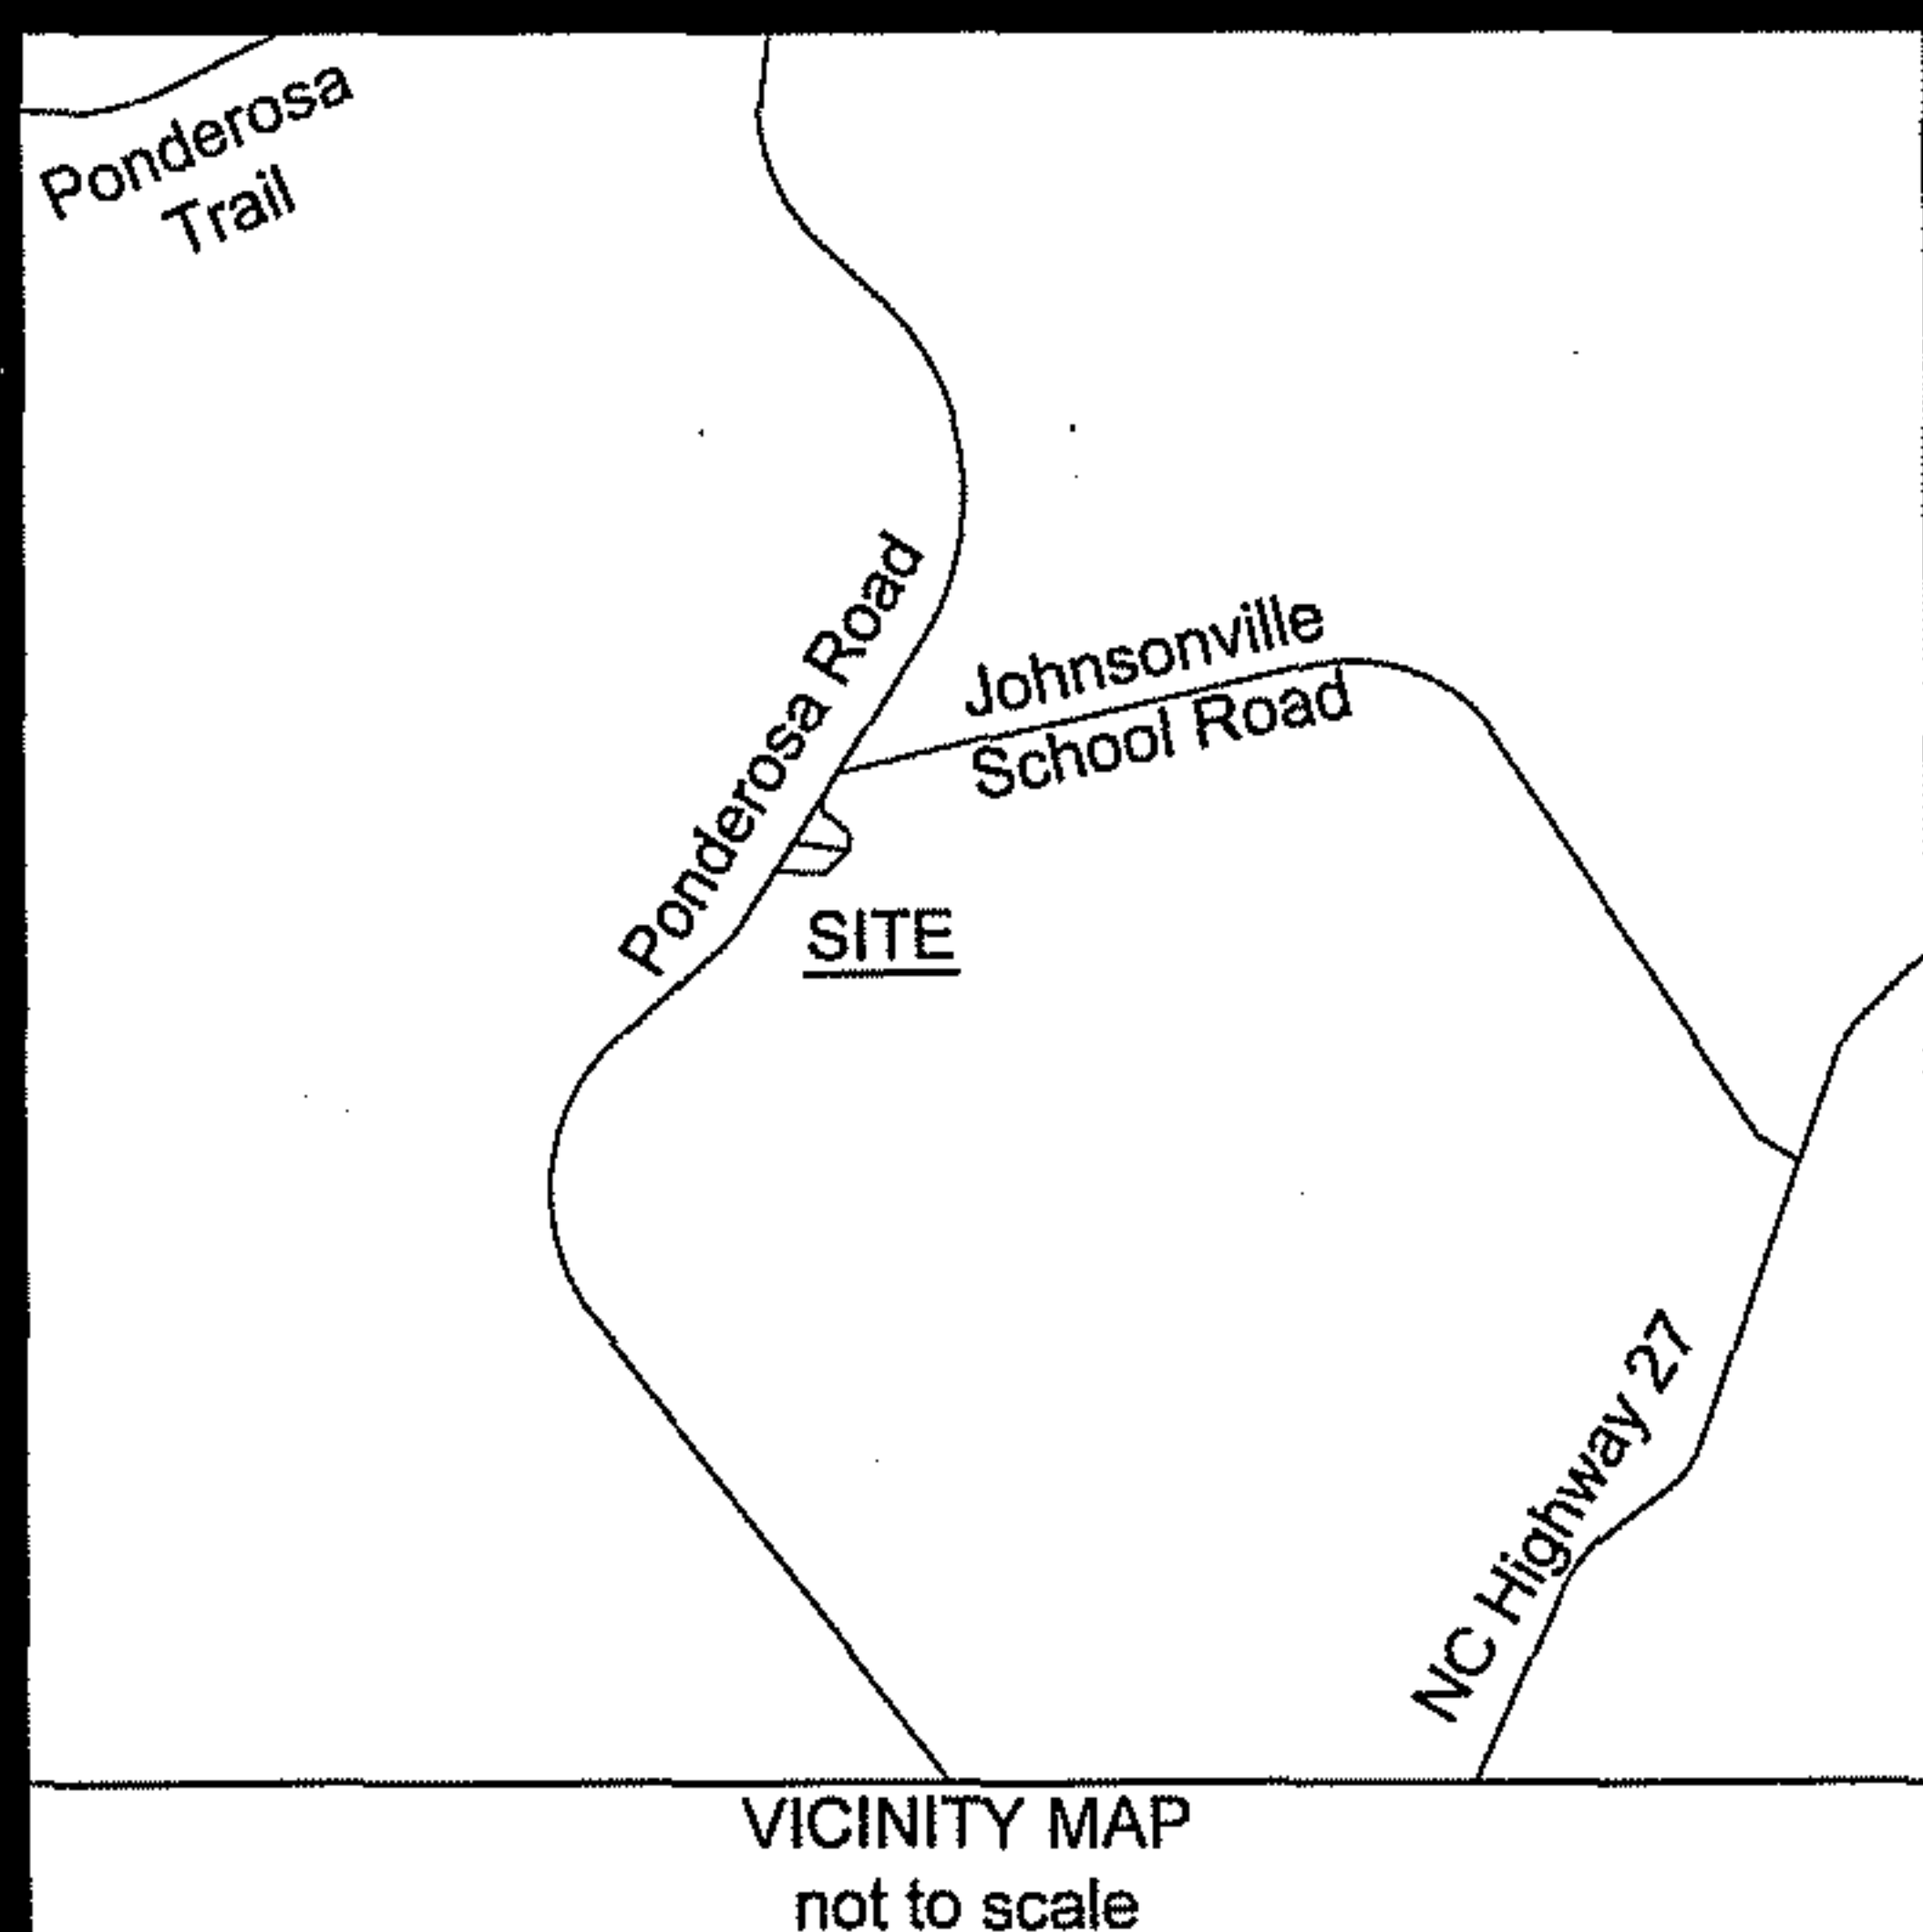 Ponderosa
Trail
Ponderosa Road
Johnsonville
School Road
SITE
NC Highway 27
VICINITY MAP
not to scale